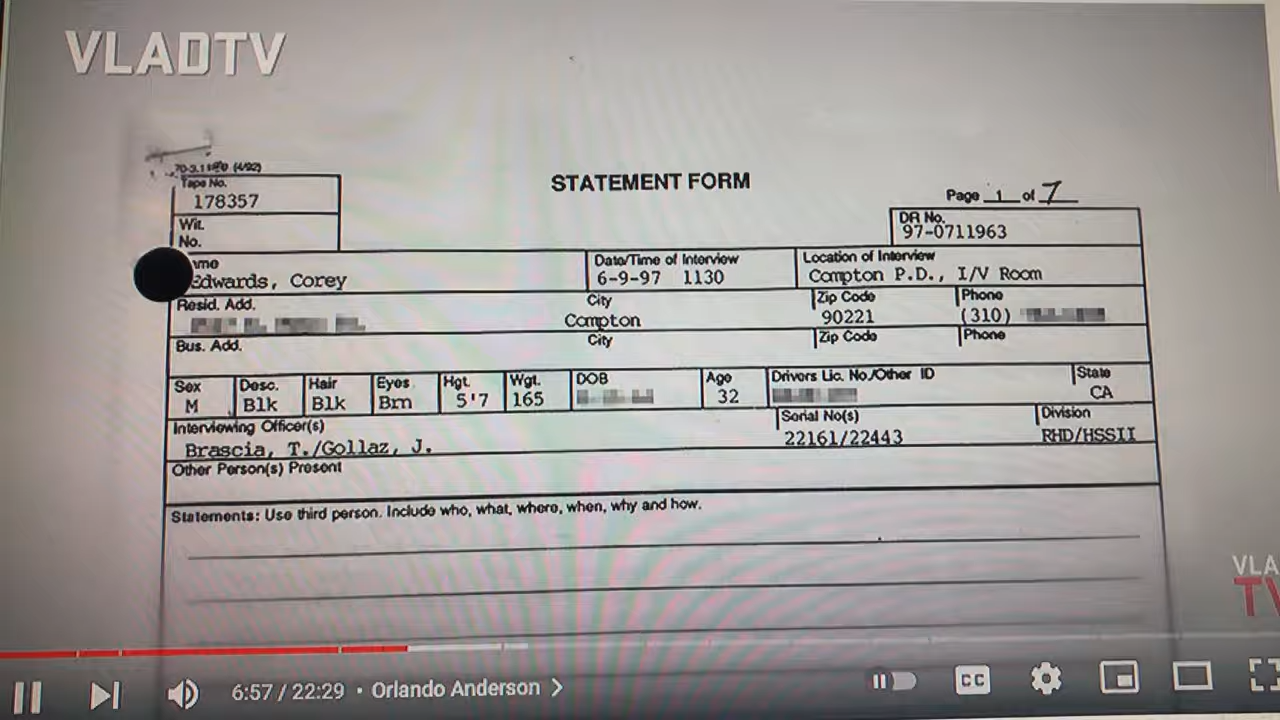 VLADTV
STATEMENT FORM
Tape No.
178357
Page 1 of 7
Wit.
No.
DR No.
97-0711963
Edwards, Corey
Date/Time of Interview
6-9-97 1130
Location of Interview
Compton P.D., I/V Room
Resid. Add.
City
Compton
Zip Code
90221
Phone
(310)
Bus. Add.
City
Zip Code
Phone
Sex
M
Desc.
Blk
Hair
Blk
Eyes
Brn
Hgt.
5'7
Wgt.
165
DOB
Age
32
Drivers Lic. No./Other ID
State
CA
Interviewing Officer(s)
Brascia, T./Gollaz, J.
Serial No(s)
22161/22443
Division
RHD/HSSII
Other Person(s) Present
Statements: Use third person. Include who, what, where, when, why and how.
VLA
TV
6:57 / 22:29 • Orlando Anderson >
CC